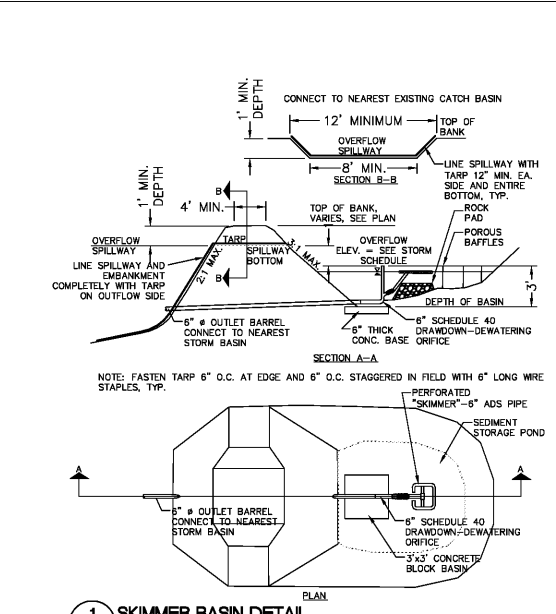 CONNECT TO NEAREST EXISTING CATCH BASIN
1' MIN.
DEPTH
12' MINIMUM
TOP OF
BANK
OVERFLOW
SPILLWAY
8' MIN.
SECTION B-B
LINE SPILLWAY WITH
TARP 12" MIN. EA.
SIDE AND ENTIRE
BOTTOM, TYP.
1' MIN.
DEPTH
B
4' MIN.
TOP OF BANK,
VARIES, SEE PLAN
ROCK
PAD
POROUS
BAFFLES
OVERFLOW
SPILLWAY
TARP
SPILLWAY
BOTTOM
3:1 MAX.
OVERFLOW
ELEV. = SEE STORM
SCHEDULE
LINE SPILLWAY AND
EMBANKMENT
COMPLETELY WITH TARP
ON OUTFLOW SIDE
2:1 MAX.
B
3'
DEPTH OF BASIN
6" ø OUTLET BARREL
CONNECT TO NEAREST
STORM BASIN
6" THICK
CONC. BASE
6" SCHEDULE 40
DRAWDOWN-DEWATERING
ORIFICE
SECTION A-A
NOTE: FASTEN TARP 6" O.C. AT EDGE AND 6" O.C. STAGGERED IN FIELD WITH 6" LONG WIRE
STAPLES, TYP.
PERFORATED
"SKIMMER"-6" ADS PIPE
SEDIMENT
STORAGE POND
A
A
6" ø OUTLET BARREL
CONNECT TO NEAREST
STORM BASIN
6" SCHEDULE 40
DRAWDOWN-DEWATERING
ORIFICE
3'x3' CONCRETE
BLOCK BASIN
PLAN
1 SKIMMER BASIN DETAIL